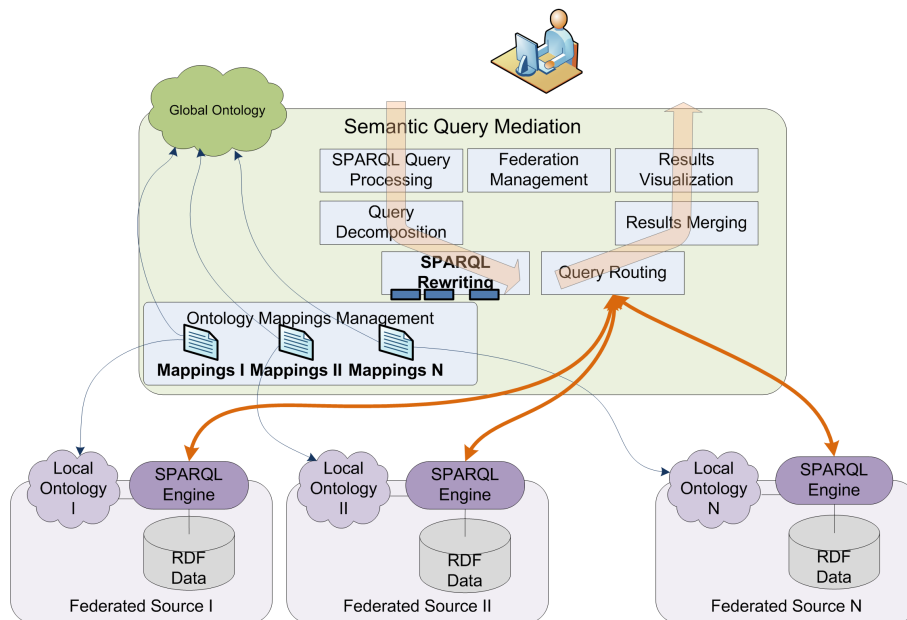 Global Ontology
Semantic Query Mediation
SPARQL Query
Processing
Federation
Management
Results
Visualization
Query
Decomposition
Results Merging
SPARQL
Rewriting
Query Routing
Ontology Mappings Management
Mappings I
Mappings II
Mappings N
Local
Ontology
I
SPARQL
Engine
RDF
Data
Federated Source I
Local
Ontology
II
SPARQL
Engine
RDF
Data
Federated Source II
Local
Ontology
N
SPARQL
Engine
RDF
Data
Federated Source N